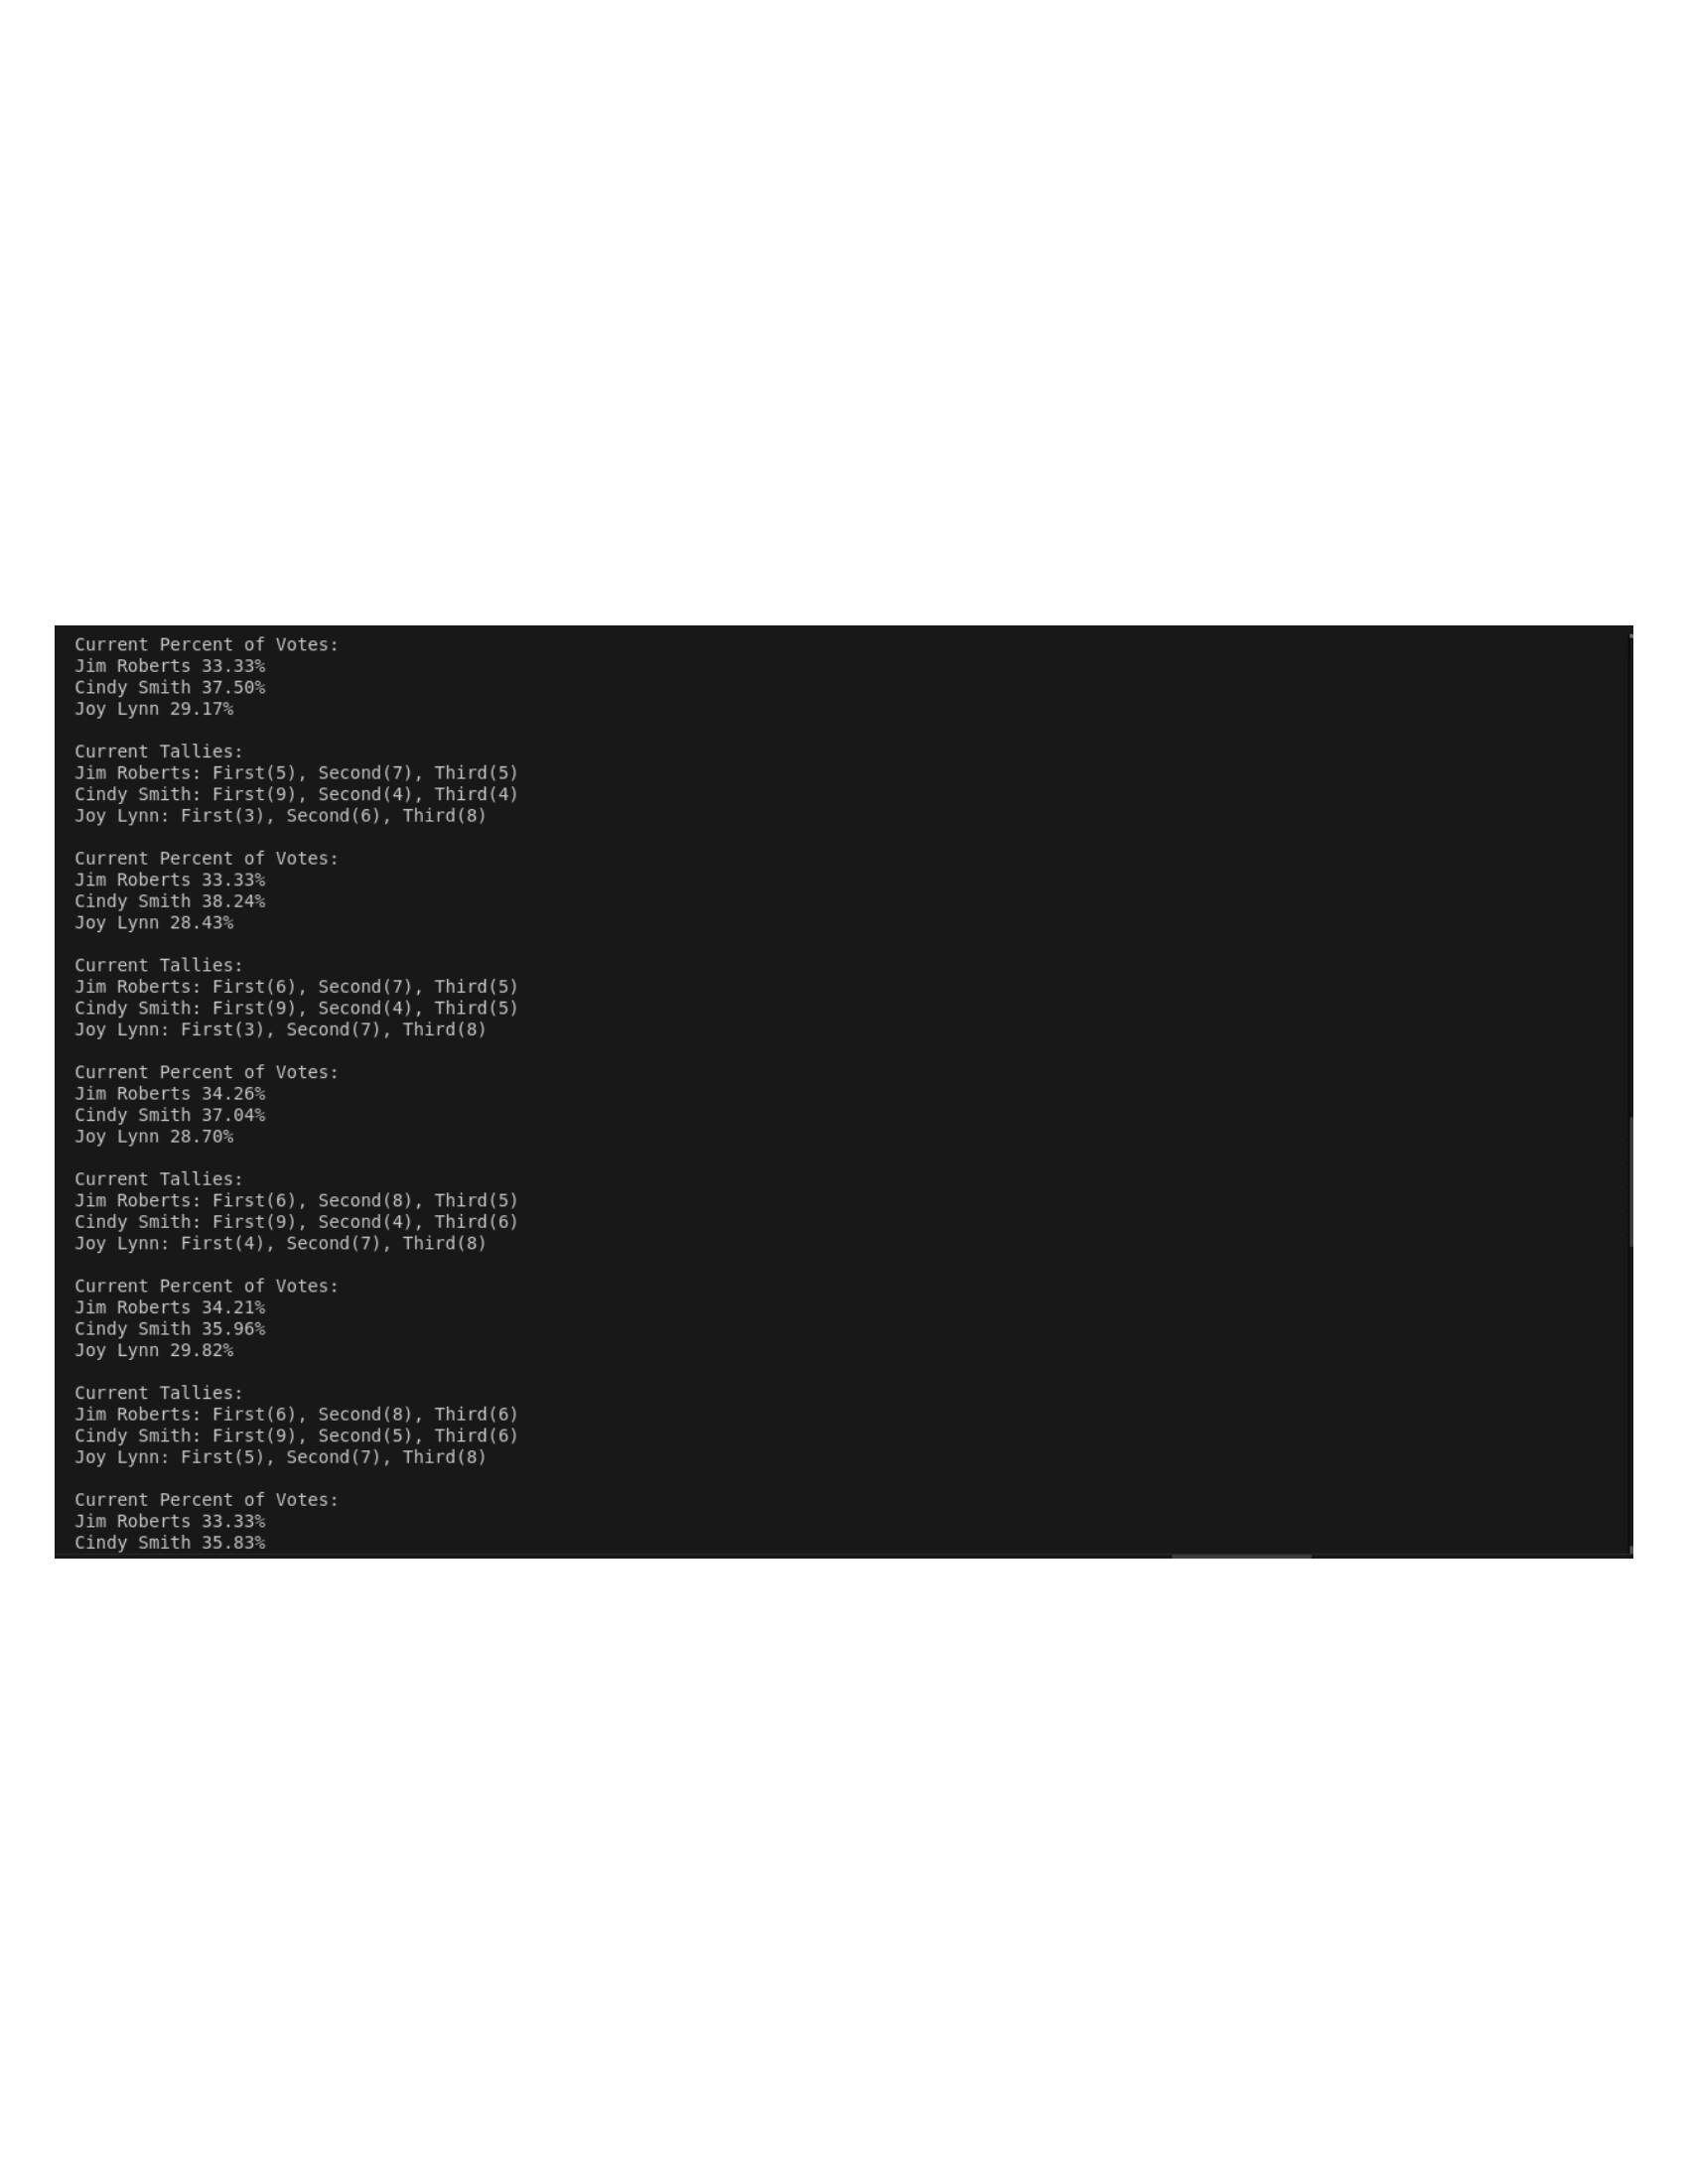 Current Percent of Votes:
Jim Roberts 33.33%
Cindy Smith 37.50%
Joy Lynn 29.17%
Current Tallies:
Jim Roberts: First(5), Second(7), Third(5)
Cindy Smith: First(9), Second(4), Third(4)
Joy Lynn: First(3), Second(6), Third(8)
Current Percent of Votes:
Jim Roberts 33.33%
Cindy Smith 38.24%
Joy Lynn 28.43%
Current Tallies:
Jim Roberts: First(6), Second(7), Third(5)
Cindy Smith: First(9), Second(4), Third(5)
Joy Lynn: First(3), Second(7), Third(8)
Current Percent of Votes:
Jim Roberts 34.26%
Cindy Smith 37.04%
Joy Lynn 28.70%
Current Tallies:
Jim Roberts: First(6), Second(8), Third(5)
Cindy Smith: First(9), Second(4), Third(6)
Joy Lynn: First(4), Second(7), Third(8)
Current Percent of Votes:
Jim Roberts 34.21%
Cindy Smith 35.96%
Joy Lynn 29.82%
Current Tallies:
Jim Roberts: First(6), Second(8), Third(6)
Cindy Smith: First(9), Second(5), Third(6)
Joy Lynn: First(5), Second(7), Third(8)
Current Percent of Votes:
Jim Roberts 33.33%
Cindy Smith 35.83%